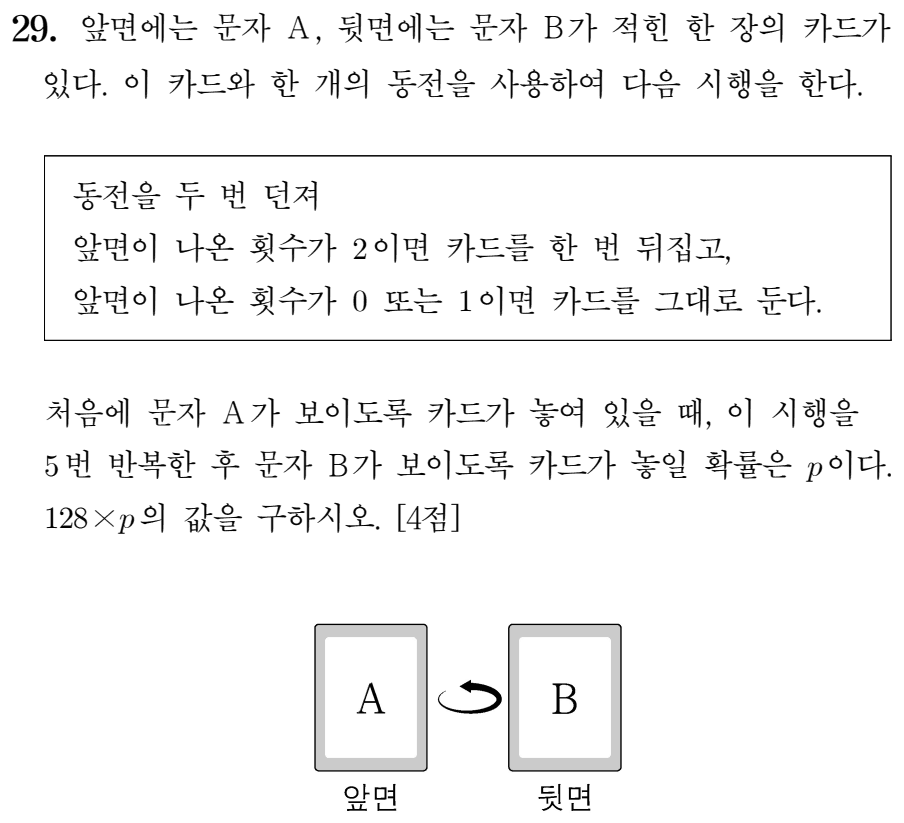 29. 앞면에는 문자 A, 뒷면에는 문자 B가 적힌 한 장의 카드가
있다. 이 카드와 한 개의 동전을 사용하여 다음 시행을 한다.
동전을 두 번 던져
앞면이 나온 횟수가 2이면 카드를 한 번 뒤집고,
앞면이 나온 횟수가 0 또는 1이면 카드를 그대로 둔다.
처음에 문자 A가 보이도록 카드가 놓여 있을 때, 이 시행을
5번 반복한 후 문자 B가 보이도록 카드가 놓일 확률은 p이다.
128×p의 값을 구하시오. [4점]
A B
앞면 뒷면